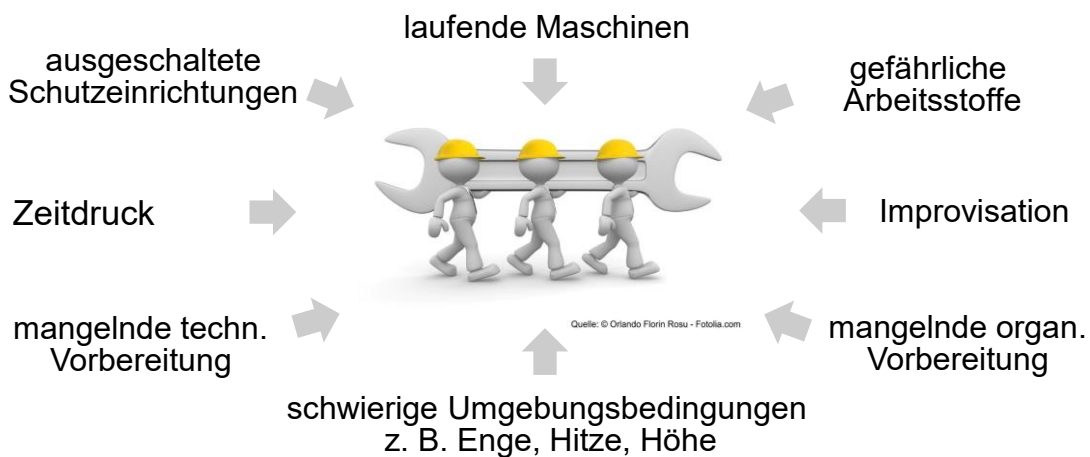 laufende Maschinen
ausgeschaltete
Schutzeinrichtungen
gefährliche
Arbeitsstoffe
Zeitdruck
Improvisation
mangelnde techn.
Vorbereitung
Quelle: © Orlando Florin Rosu - Fotolia.com
mangelnde organ.
Vorbereitung
schwierige Umgebungsbedingungen
z. B. Enge, Hitze, Höhe